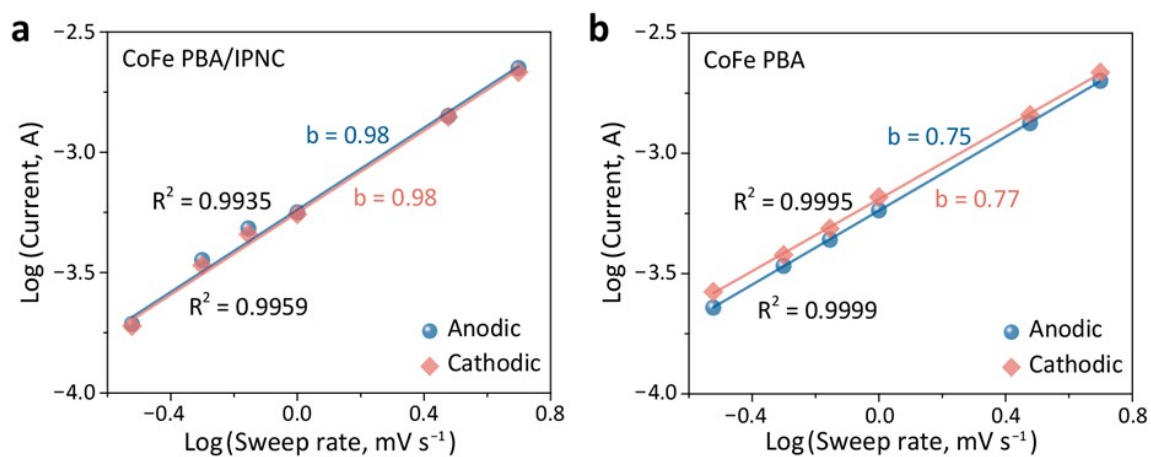 a
CoFe PBA/IPNC
b = 0.98
b = 0.98
R² = 0.9935
R² = 0.9959
Anodic
Cathodic
−2.5
−3.0
−3.5
−4.0
Log (Current, A)
−0.4
0.0
0.4
0.8
Log (Sweep rate, mV s⁻¹)
b
CoFe PBA
b = 0.75
b = 0.77
R² = 0.9995
R² = 0.9999
Anodic
Cathodic
−2.5
−3.0
−3.5
−4.0
Log (Current, A)
−0.4
0.0
0.4
0.8
Log (Sweep rate, mV s⁻¹)